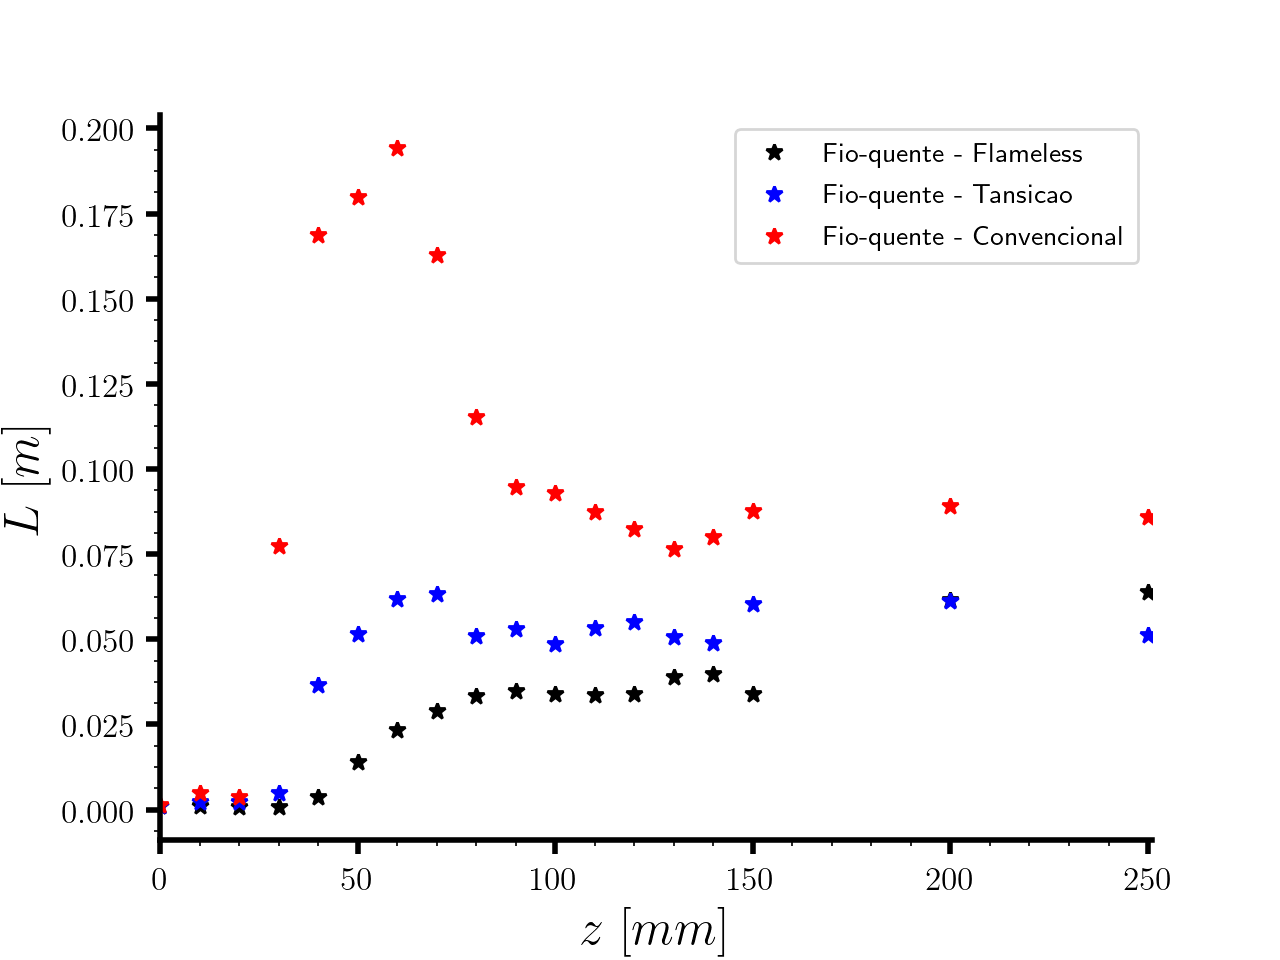 0.200
0.175
0.150
0.125
0.100
0.075
0.050
0.025
0.000
L [m]
Fio-quente - Flameless
Fio-quente - Tansicao
Fio-quente - Convencional
0 50 100 150 200 250
z [mm]